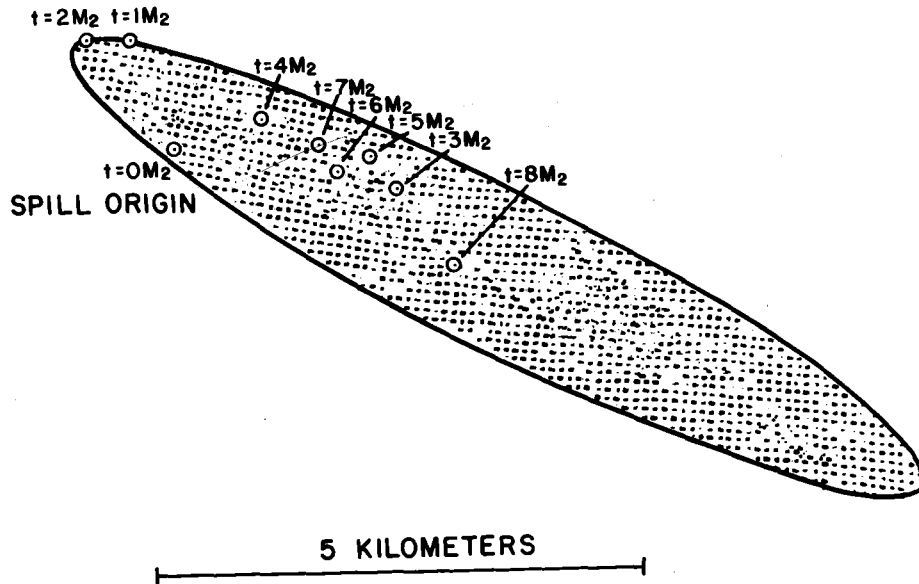 t=2M₂ t=1M₂
t=4M₂
t=7M₂
t=6M₂
t=5M₂
t=3M₂
t=0M₂
t=8M₂
SPILL ORIGIN
5 KILOMETERS